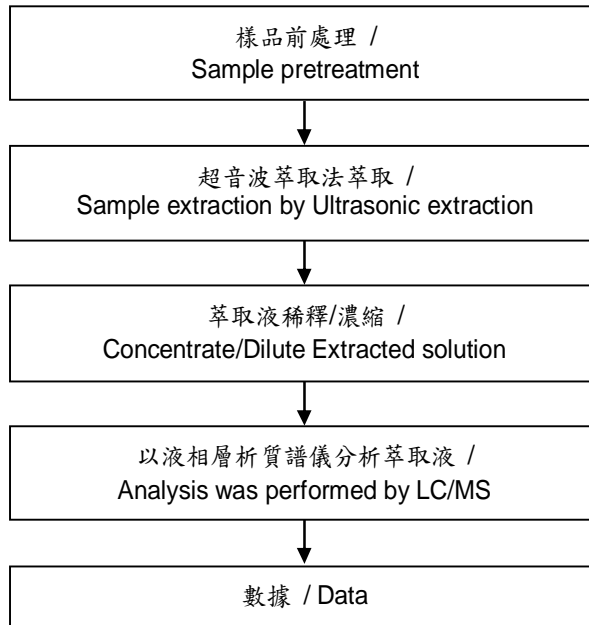 樣品前處理 /
Sample pretreatment
超音波萃取法萃取 /
Sample extraction by Ultrasonic extraction
萃取液稀釋/濃縮 /
Concentrate/Dilute Extracted solution
以液相層析質譜儀分析萃取液 /
Analysis was performed by LC/MS
數據 / Data